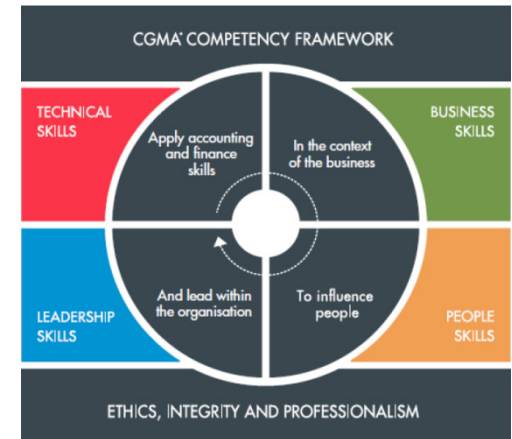 CGMA® COMPETENCY FRAMEWORK
TECHNICAL
SKILLS
BUSINESS
SKILLS
Apply accounting
and finance
skills
In the context
of the business
And lead within
the organisation
To influence
people
LEADERSHIP
SKILLS
PEOPLE
SKILLS
ETHICS, INTEGRITY AND PROFESSIONALISM